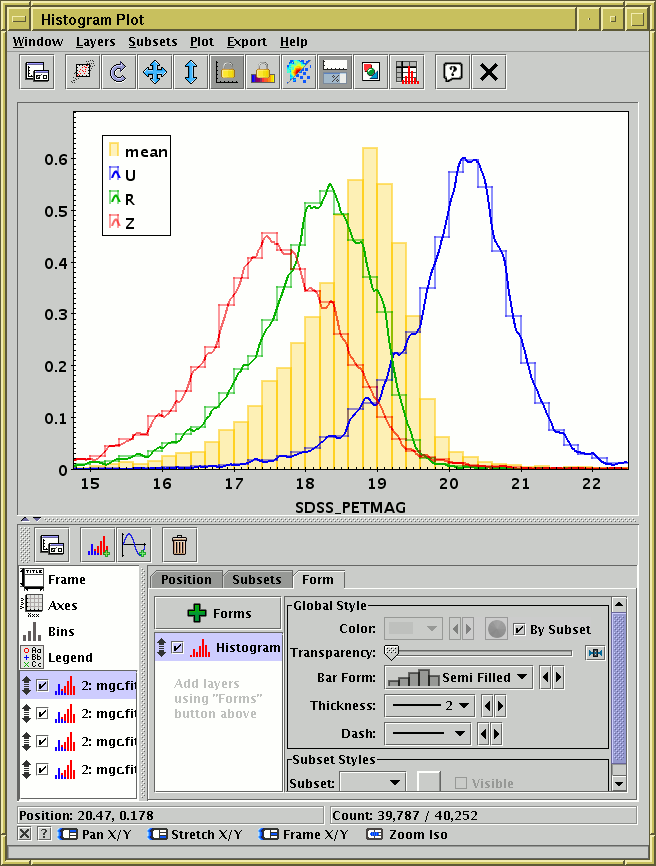 Histogram Plot
Window Layers Subsets Plot Export Help
mean
U
R
Z
0.6
0.5
0.4
0.3
0.2
0.1
0
15 16 17 18 19 20 21 22
SDSS_PETMAG
Frame
Axes
Bins
Legend
2: mgc.fit
2: mgc.fit
2: mgc.fit
2: mgc.fit
Position Subsets Form
Forms
Histogram
Add layers
using "Forms"
button above
Global Style
Color: By Subset
Transparency:
Bar Form: Semi Filled
Thickness: 2
Dash:
Subset Styles
Subset: Visible
Position: 20.47, 0.178 Count: 39,787 / 40,252
Pan X/Y Stretch X/Y Frame X/Y Zoom Iso